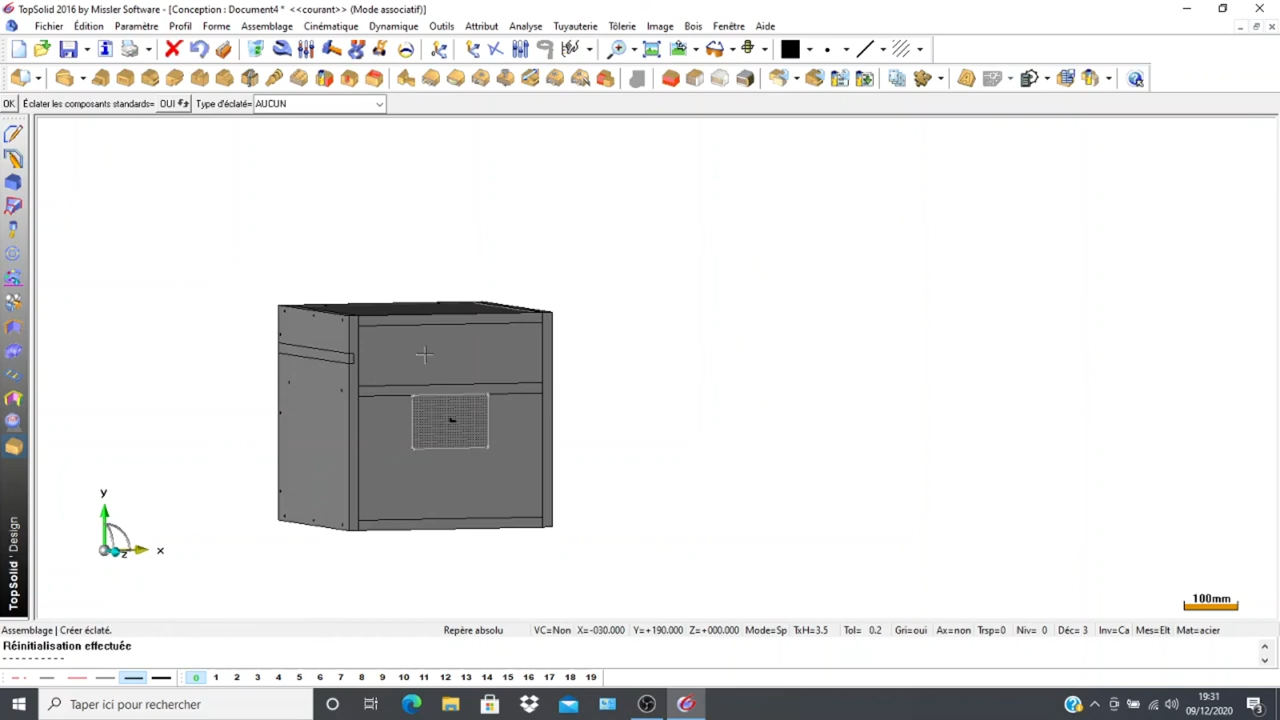 TopSolid 2016 by Missler Software - [Conception : Document4 * <<courant>> (Mode associatif)]
Fichier Édition Paramètre Profil Forme Assemblage Cinématique Dynamique Outils Attribut Analyse Tuyauterie Tôlerie Image Bois Fenêtre Aide
OK Éclater les composants standards= OUI Type d'éclaté= AUCUN
y
x
z
TopSolid'Design
100mm
Assemblage | Créer éclaté. Repère absolu VC=Non X=-030.000 Y=+190.000 Z=+000.000 Mode=Sp TxH=3.5 Tol= 0.2 Gri=oui Ax=non Trsp=0 Niv= 0 Déc= 3 Inv=Ca Mes=Elt Mat=acier
Réinitialisation effectuée
----------
0 1 2 3 4 5 6 7 8 9 10 11 12 13 14 15 16 17 18 19
Taper ici pour rechercher
19:31
09/12/2020
3